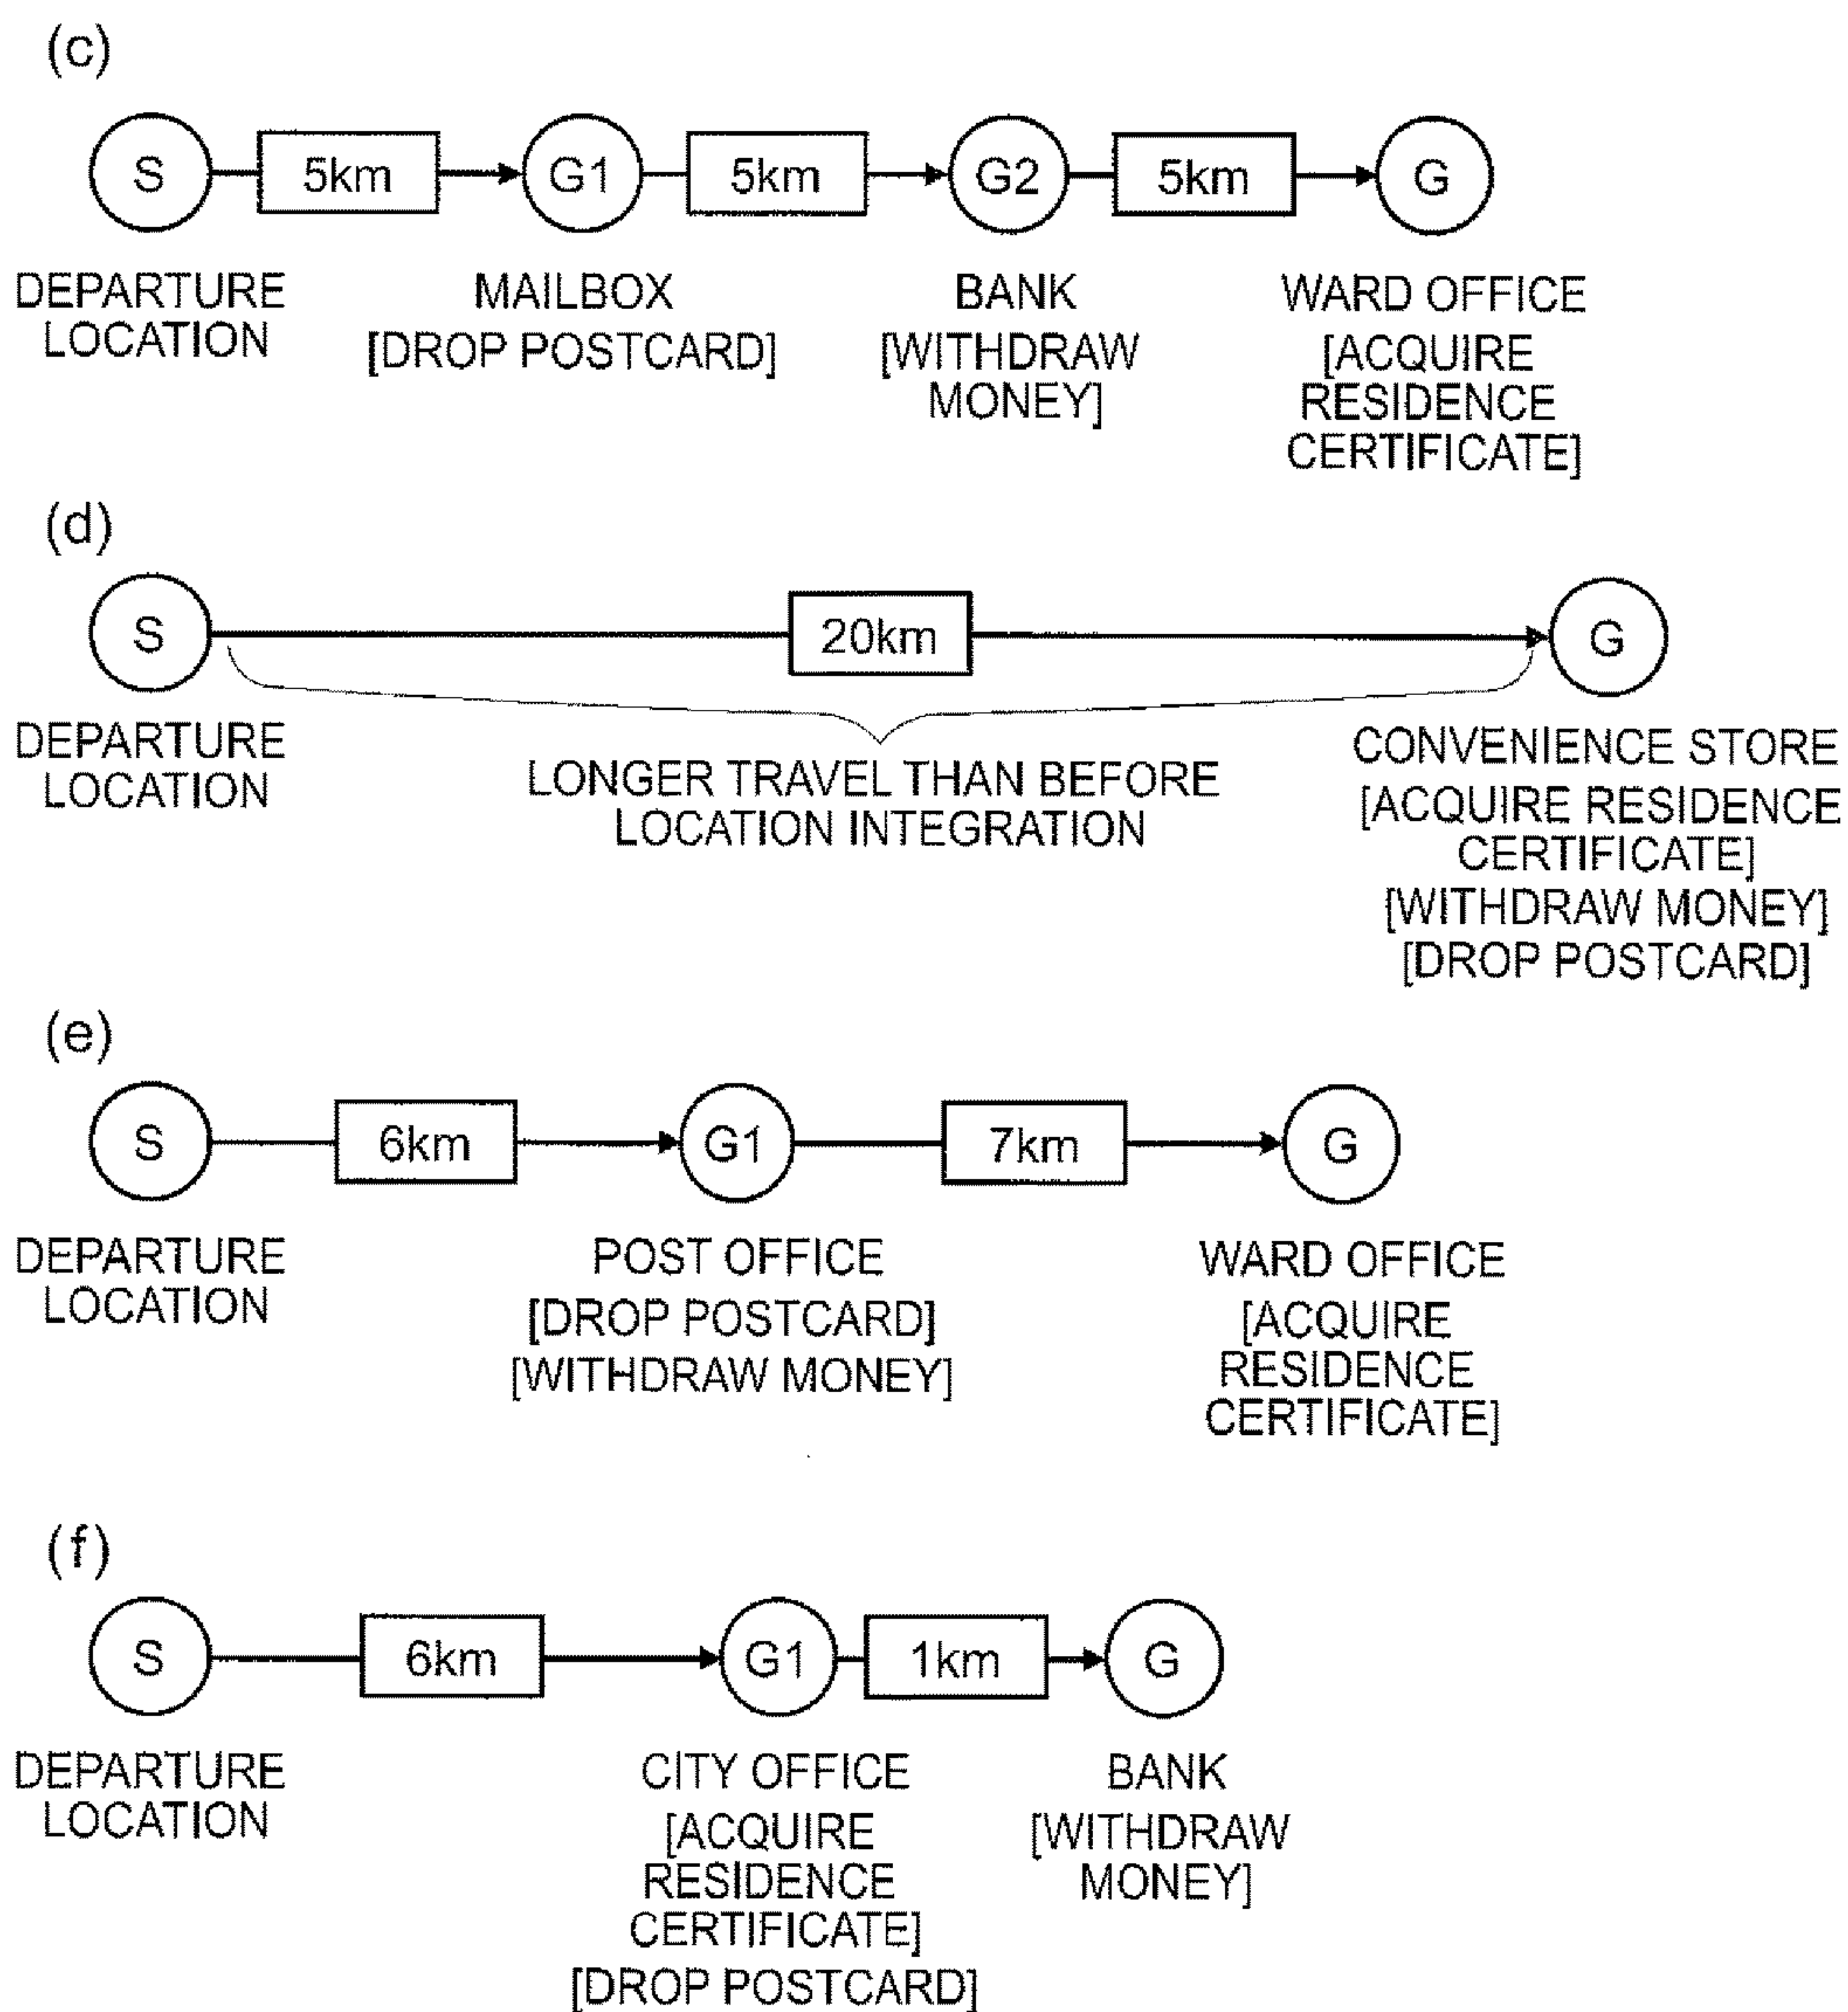 (c)
S 5km G1 5km G2 5km G
DEPARTURE LOCATION
MAILBOX
[DROP POSTCARD]
BANK
[WITHDRAW
MONEY]
WARD OFFICE
[ACQUIRE
RESIDENCE
CERTIFICATE]
(d)
S 20km G
DEPARTURE
LOCATION
LONGER TRAVEL THAN BEFORE
LOCATION INTEGRATION
CONVENIENCE STORE
[ACQUIRE RESIDENCE
CERTIFICATE]
[WITHDRAW MONEY]
[DROP POSTCARD]
(e)
S 6km G1 7km G
DEPARTURE
LOCATION
POST OFFICE
[DROP POSTCARD]
[WITHDRAW MONEY]
WARD OFFICE
[ACQUIRE
RESIDENCE
CERTIFICATE]
(f)
S 6km G1 1km G
DEPARTURE
LOCATION
CITY OFFICE
[ACQUIRE
RESIDENCE
CERTIFICATE]
[DROP POSTCARD]
BANK
[WITHDRAW
MONEY]